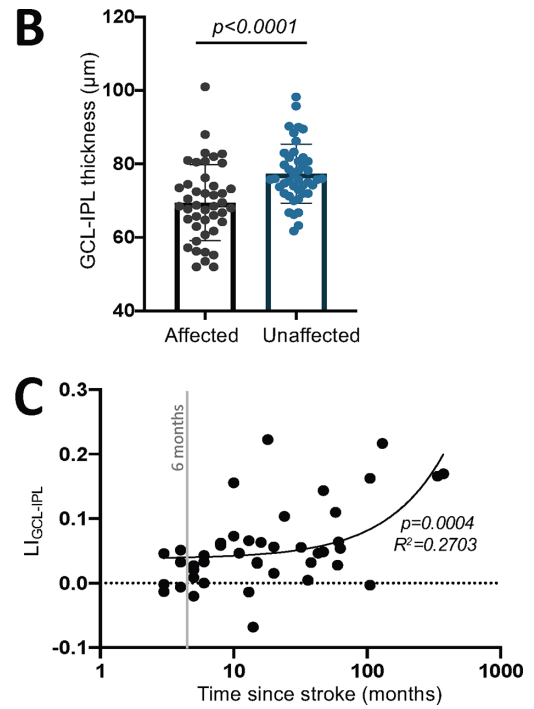 B
p<0.0001
GCL-IPL thickness (μm)
120
100
80
60
40
Affected
Unaffected
C
LI GCL-IPL
0.3
0.2
0.1
0.0
-0.1
6 months
p=0.0004
R²=0.2703
1
10
100
1000
Time since stroke (months)